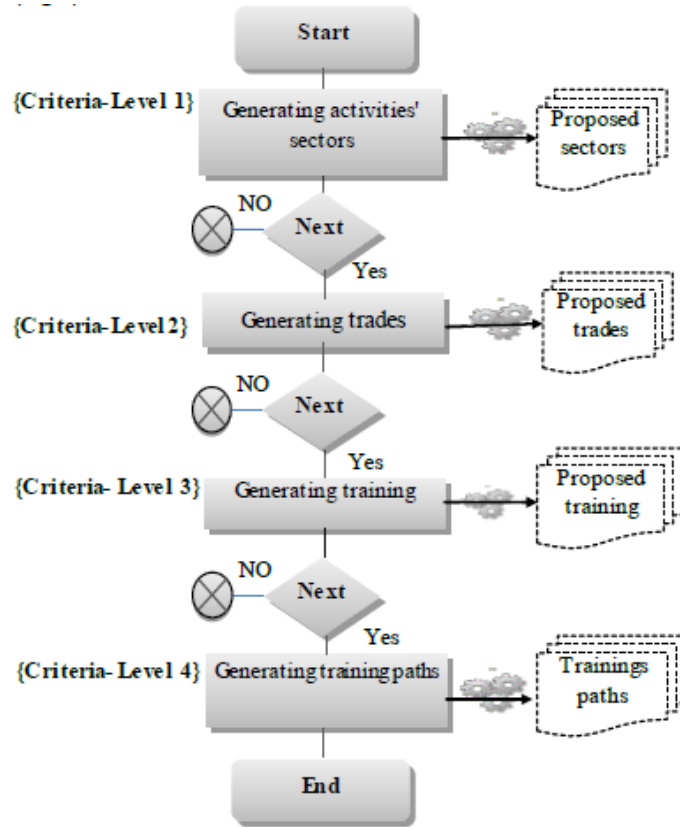 Start
{Criteria-Level 1}
Generating activities'
sectors
Proposed
sectors
NO
Next
Yes
{Criteria-Level 2}
Generating trades
Proposed
trades
NO
Next
Yes
{Criteria- Level 3}
Generating training
Proposed
training
NO
Next
Yes
{Criteria- Level 4}
Generating training paths
Trainings
paths
End